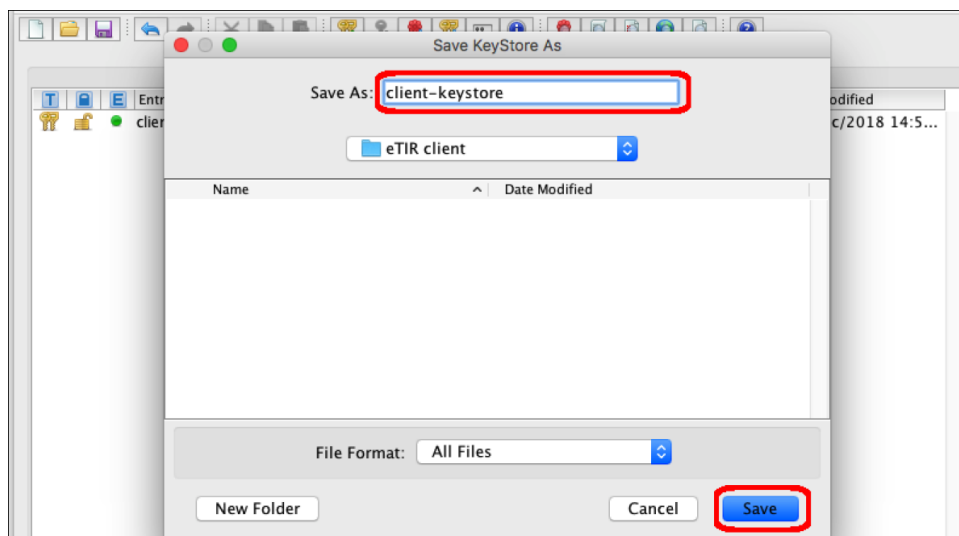 Save KeyStore As
Save As: client-keystore
T E Entr
odified
clier
c/2018 14:5...
eTIR client
Name Date Modified
File Format: All Files
New Folder Cancel Save